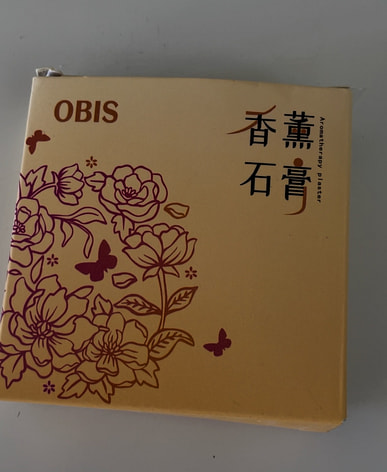 OBIS
香薰
石膏
Aromatherapy plaster